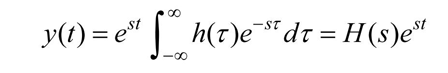 y(t) = e^{st} ∫_{-∞}^{∞} h(τ)e^{-sτ} dτ = H(s)e^{st}